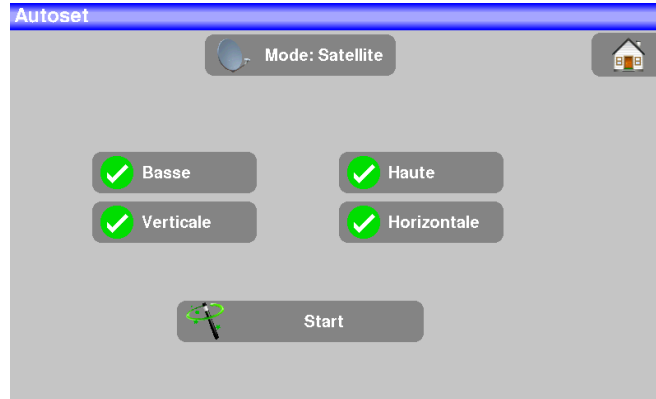 Autoset
Mode: Satellite
Basse
Haute
Verticale
Horizontale
Start